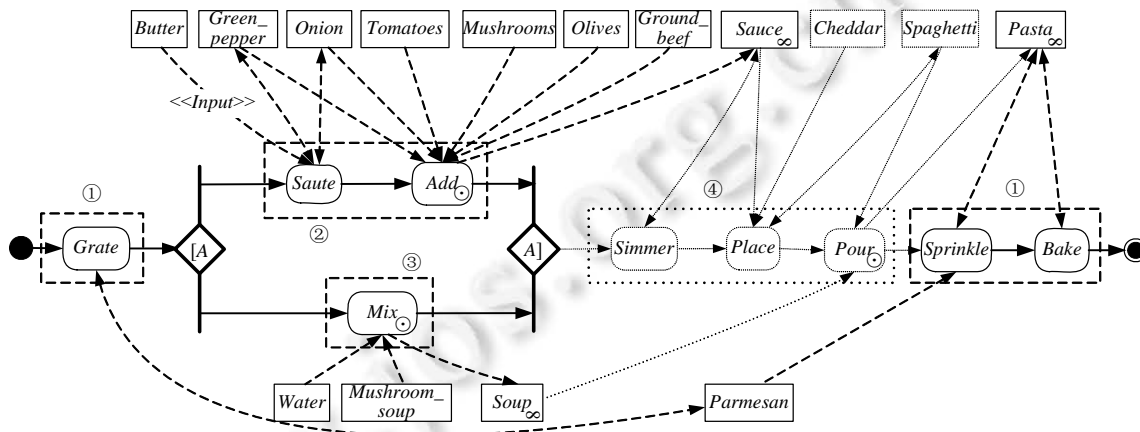 Butter
Green_
pepper
Onion
Tomatoes
Mushrooms
Olives
Ground_
beef
Sauce
∞
Cheddar
Spaghetti
Pasta
∞
<<Input>>
①
Saute
Add
②
④
①
Grate
[A
A]
Simmer
Place
Pour
Sprinkle
Bake
③
Mix
Water
Mushroom_
soup
Soup
∞
Parmesan